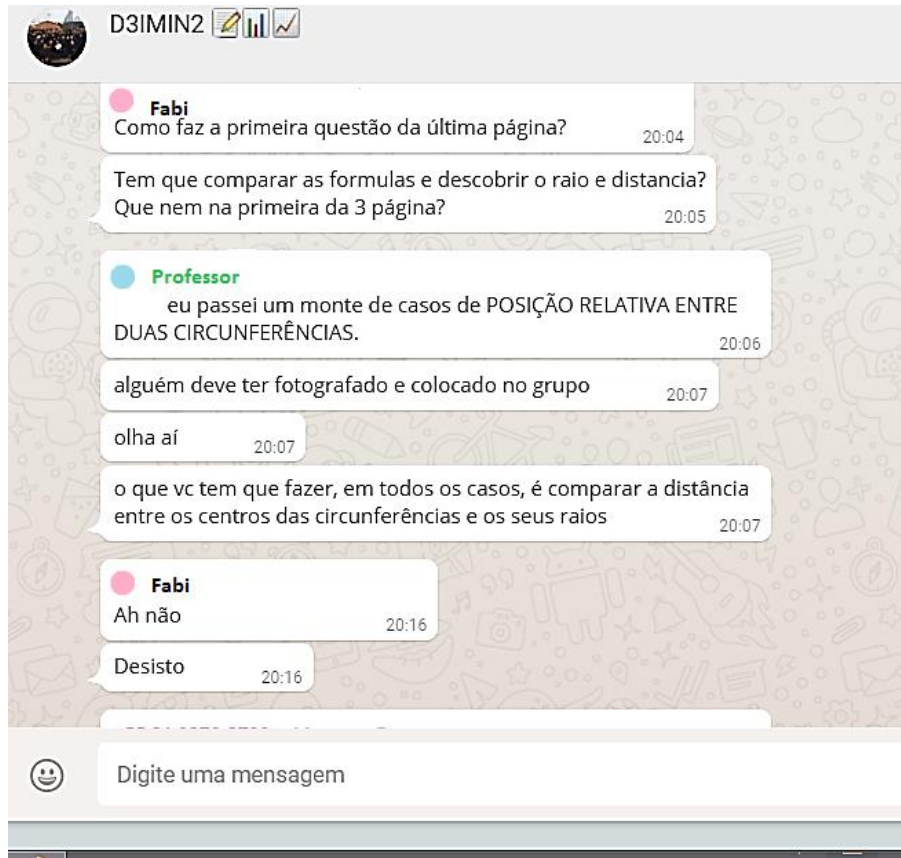 D3IMIN2
Fabi
Como faz a primeira questão da última página?
20:04
Tem que comparar as formulas e descobrir o raio e distancia?
Que nem na primeira da 3 página?
20:05
Professor
eu passei um monte de casos de POSIÇÃO RELATIVA ENTRE
DUAS CIRCUNFERÊNCIAS.
20:06
alguém deve ter fotografado e colocado no grupo
20:07
olha aí
20:07
o que vc tem que fazer, em todos os casos, é comparar a distância
entre os centros das circunferências e os seus raios
20:07
Fabi
Ah não
20:16
Desisto
20:16
Digite uma mensagem